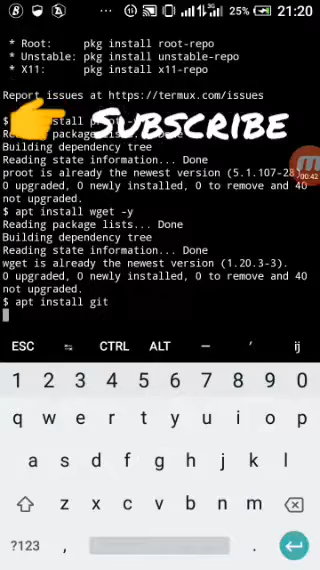 25% 21:20
* Root: pkg install root-repo
* Unstable: pkg install unstable-repo
* X11: pkg install x11-repo
Report issues at https://termux.com/issues
SUBSCRIBE
Building dependency tree
Reading state information... Done
proot is already the newest version (5.1.107-28).
00:42
0 upgraded, 0 newly installed, 0 to remove and 40
not upgraded.
$ apt install wget -y
Reading package lists... Done
Building dependency tree
Reading state information... Done
wget is already the newest version (1.20.3-3).
0 upgraded, 0 newly installed, 0 to remove and 40
not upgraded.
$ apt install git
ESC CTRL ALT — ′ ij
1 2 3 4 5 6 7 8 9 0
q w e r t y u i o p
a s d f g h j k l
z x c v b n m
?123 , .